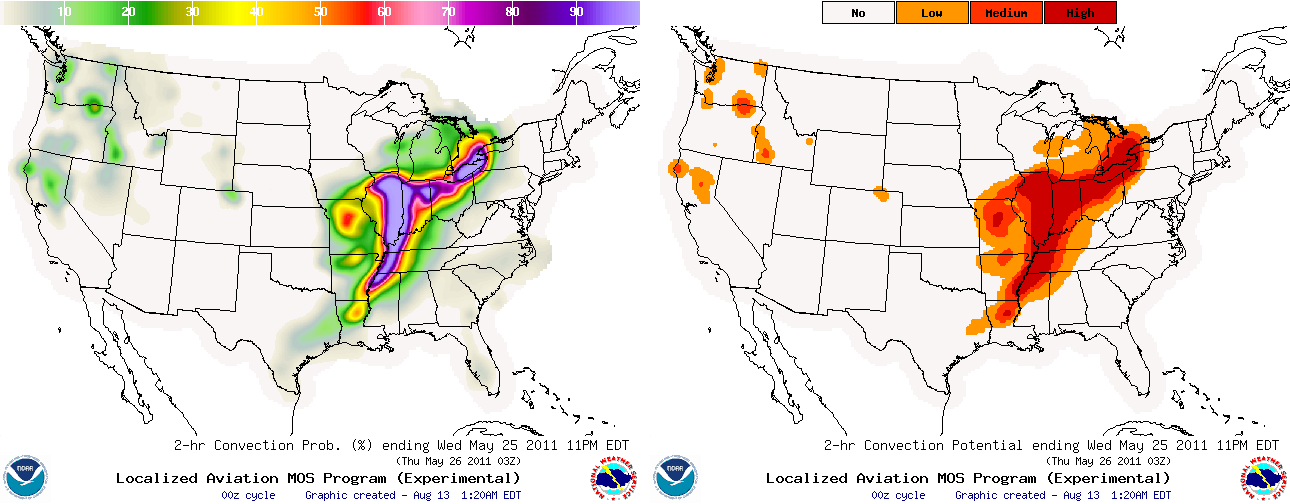 10 20 30 40 50 60 70 80 90
2-hr Convection Prob. (%) ending Wed May 25 2011 11PM EDT
(Thu May 26 2011 03Z)
Localized Aviation MOS Program (Experimental)
00z cycle Graphic created - Aug 13 1:20AM EDT
NOAA
No Low Medium High
2-hr Convection Potential ending Wed May 25 2011 11PM EDT
(Thu May 26 2011 03Z)
Localized Aviation MOS Program (Experimental)
00z cycle Graphic created - Aug 13 1:20AM EDT
NOAA